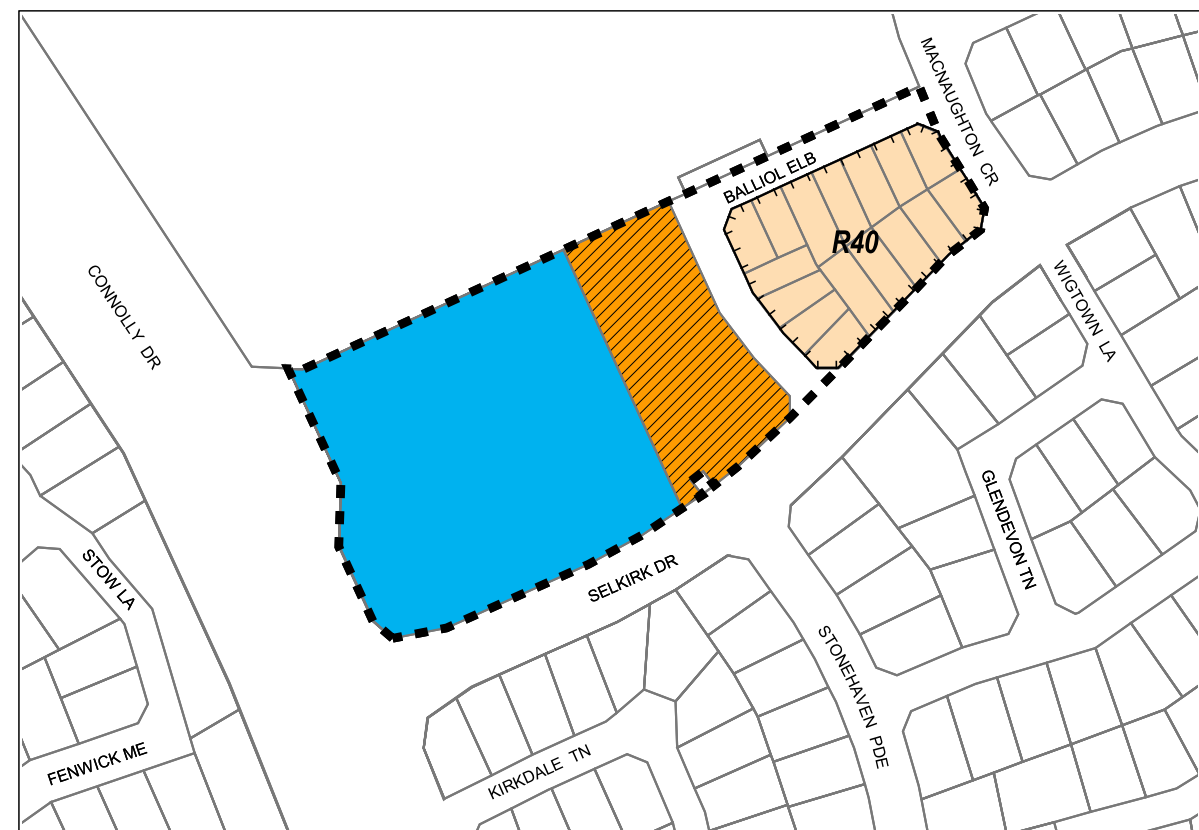 MACNAUGHTON CR
BALLIOL ELB
R40
CONNOLLY DR
WIGTOWN LA
GLENDEVON TN
STOW LA
SELKIRK DR
STONEHAVEN PDE
FENWICK ME
KIRKDALE TN